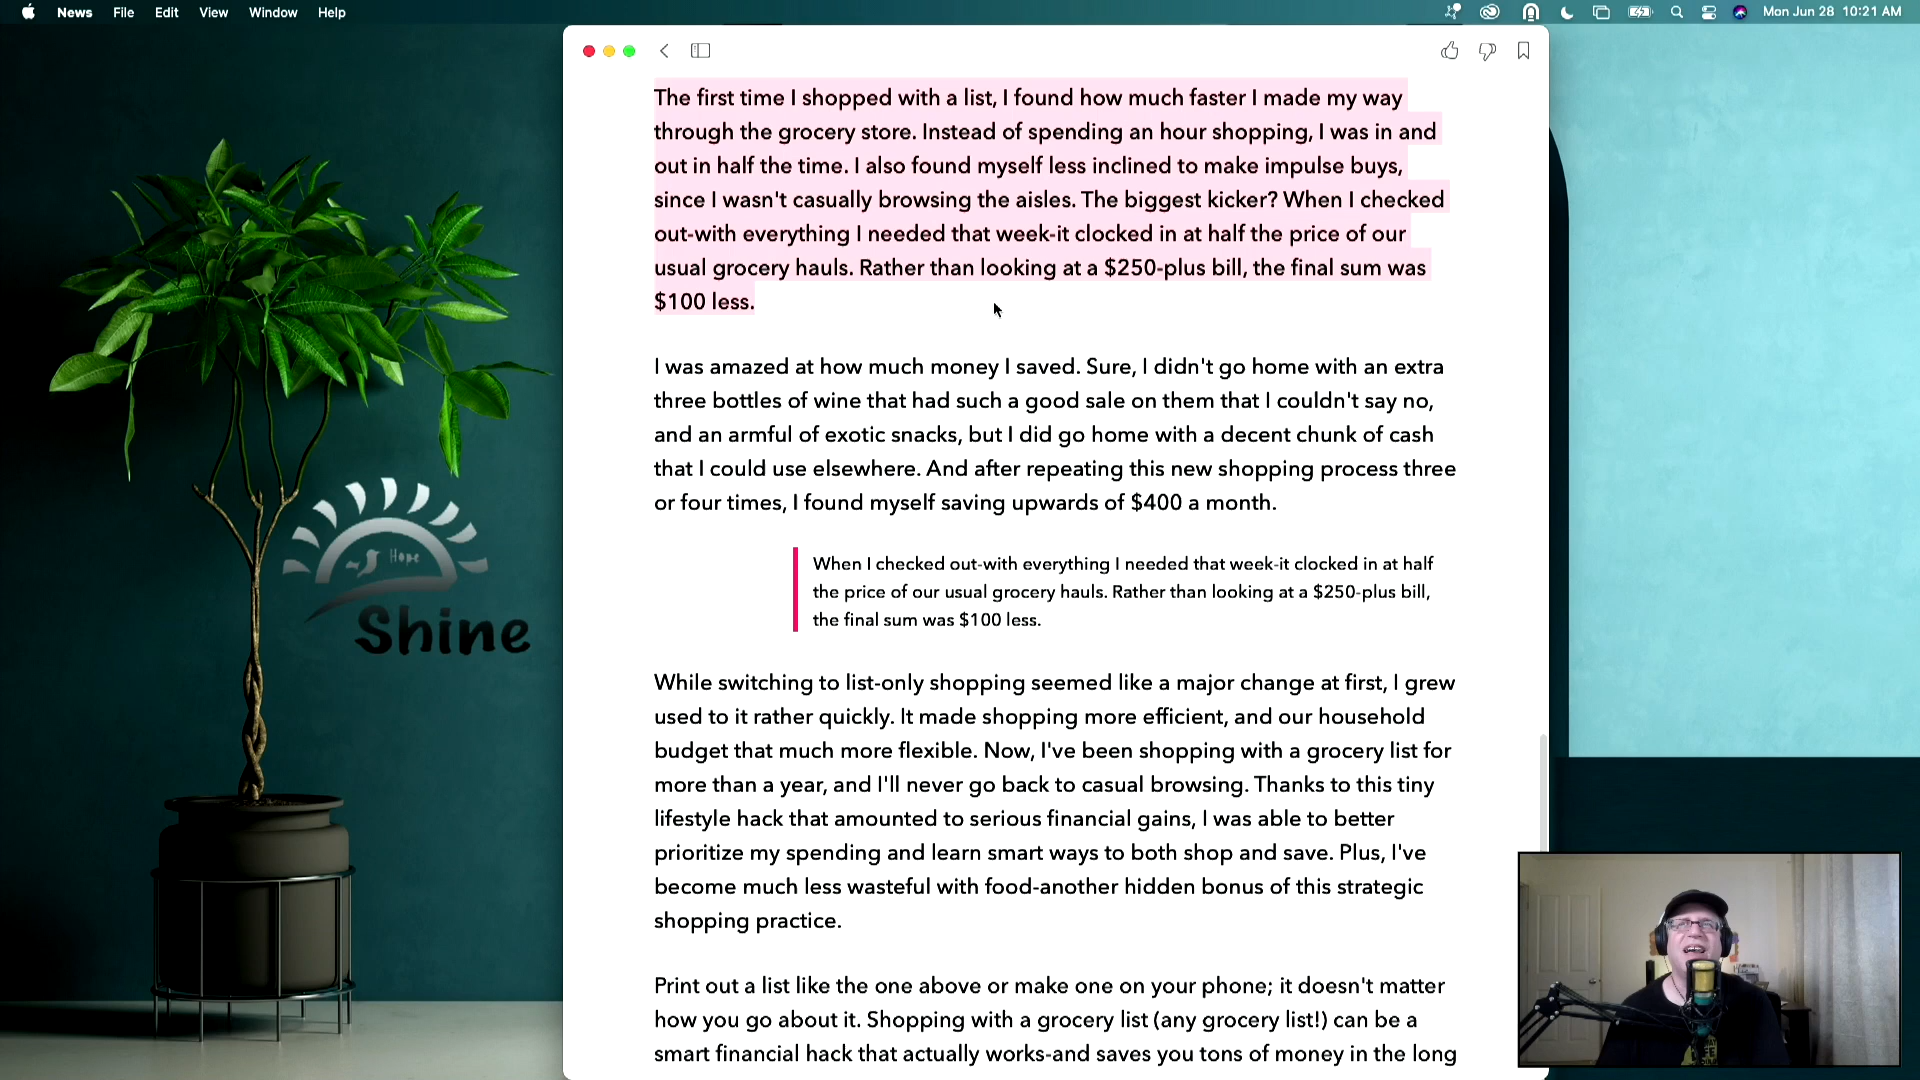 News File Edit View Window Help Mon Jun 28 10:21 AM
The first time I shopped with a list, I found how much faster I made my way
through the grocery store. Instead of spending an hour shopping, I was in and
out in half the time. I also found myself less inclined to make impulse buys,
since I wasn't casually browsing the aisles. The biggest kicker? When I checked
out-with everything I needed that week-it clocked in at half the price of our
usual grocery hauls. Rather than looking at a $250-plus bill, the final sum was
$100 less.
I was amazed at how much money I saved. Sure, I didn't go home with an extra
three bottles of wine that had such a good sale on them that I couldn't say no,
and an armful of exotic snacks, but I did go home with a decent chunk of cash
that I could use elsewhere. And after repeating this new shopping process three
or four times, I found myself saving upwards of $400 a month.
When I checked out-with everything I needed that week-it clocked in at half
the price of our usual grocery hauls. Rather than looking at a $250-plus bill,
the final sum was $100 less.
While switching to list-only shopping seemed like a major change at first, I grew
used to it rather quickly. It made shopping more efficient, and our household
budget that much more flexible. Now, I've been shopping with a grocery list for
more than a year, and I'll never go back to casual browsing. Thanks to this tiny
lifestyle hack that amounted to serious financial gains, I was able to better
prioritize my spending and learn smart ways to both shop and save. Plus, I've
become much less wasteful with food-another hidden bonus of this strategic
shopping practice.
Print out a list like the one above or make one on your phone; it doesn't matter
how you go about it. Shopping with a grocery list (any grocery list!) can be a
smart financial hack that actually works-and saves you tons of money in the long
Hope
Shine